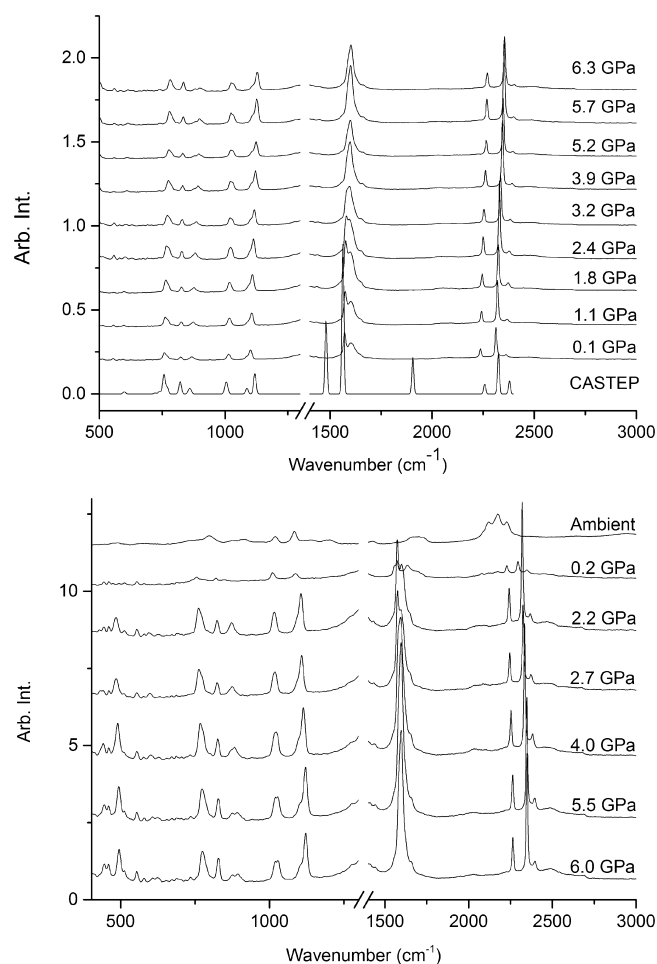 2.0
1.5
1.0
0.5
0.0
Arb. Int.
6.3 GPa
5.7 GPa
5.2 GPa
3.9 GPa
3.2 GPa
2.4 GPa
1.8 GPa
1.1 GPa
0.1 GPa
CASTEP
500 1000 1500 2000 2500 3000
Wavenumber (cm-1)
10
5
0
Arb. Int.
Ambient
0.2 GPa
2.2 GPa
2.7 GPa
4.0 GPa
5.5 GPa
6.0 GPa
500 1000 1500 2000 2500 3000
Wavenumber (cm-1)